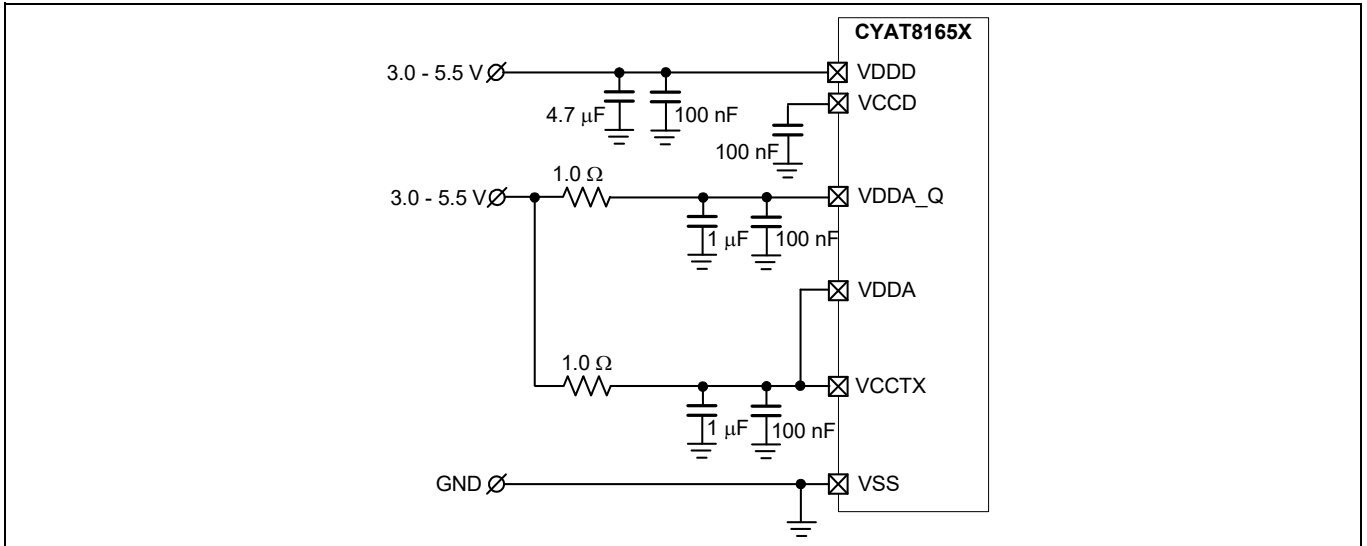 CYAT8165X
3.0 - 5.5 V
VDDD
VCCD
4.7 μF
100 nF
100 nF
1.0 Ω
3.0 - 5.5 V
VDDA_Q
1 μF
100 nF
VDDA
1.0 Ω
VCCTX
1 μF
100 nF
GND
VSS